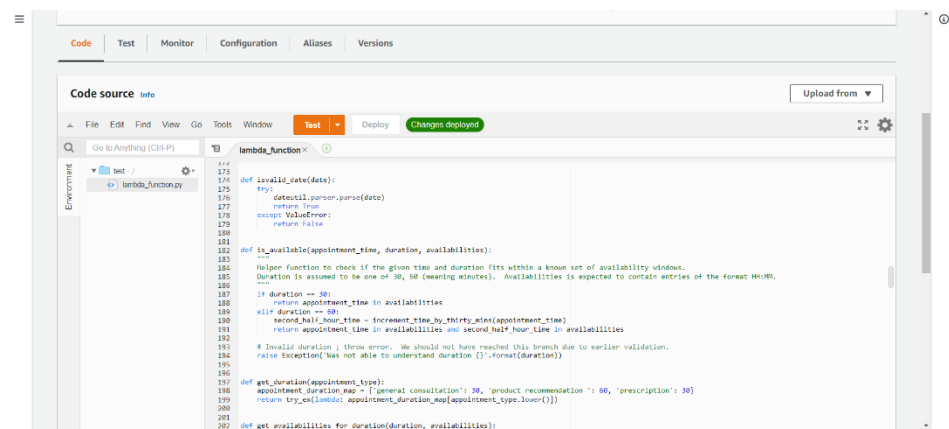 Code Test Monitor Configuration Aliases Versions
Code source Info
Upload from ▼
File Edit Find View Go Tools Window Test Deploy Changes deployed
Go to Anything (Ctrl-P)
lambda_function ×
Environment
test - /
lambda_function.py
172
173
174 def isvalid_date(date):
175 try:
176 dateutil.parser.parse(date)
177 return True
178 except ValueError:
179 return False
180
181
182 def is_available(appointment_time, duration, availabilities):
183 """
184 Helper function to check if the given time and duration fits within a known set of availability windows.
185 Duration is assumed to be one of 30, 60 (meaning minutes). Availabilities is expected to contain entries of the format HH:MM.
186 """
187 if duration == 30:
188 return appointment_time in availabilities
189 elif duration == 60:
190 second_half_hour_time = increment_time_by_thirty_mins(appointment_time)
191 return appointment_time in availabilities and second_half_hour_time in availabilities
192
193 # Invalid duration ; throw error. We should not have reached this branch due to earlier validation.
194 raise Exception('Was not able to understand duration {}'.format(duration))
195
196
197 def get_duration(appointment_type):
198 appointment_duration_map = {'general consultation': 30, 'product recommendation ': 60, 'prescription': 30}
199 return try_ex(lambda: appointment_duration_map[appointment_type.lower()])
200
201
202 def get_availabilities_for_duration(duration, availabilities):